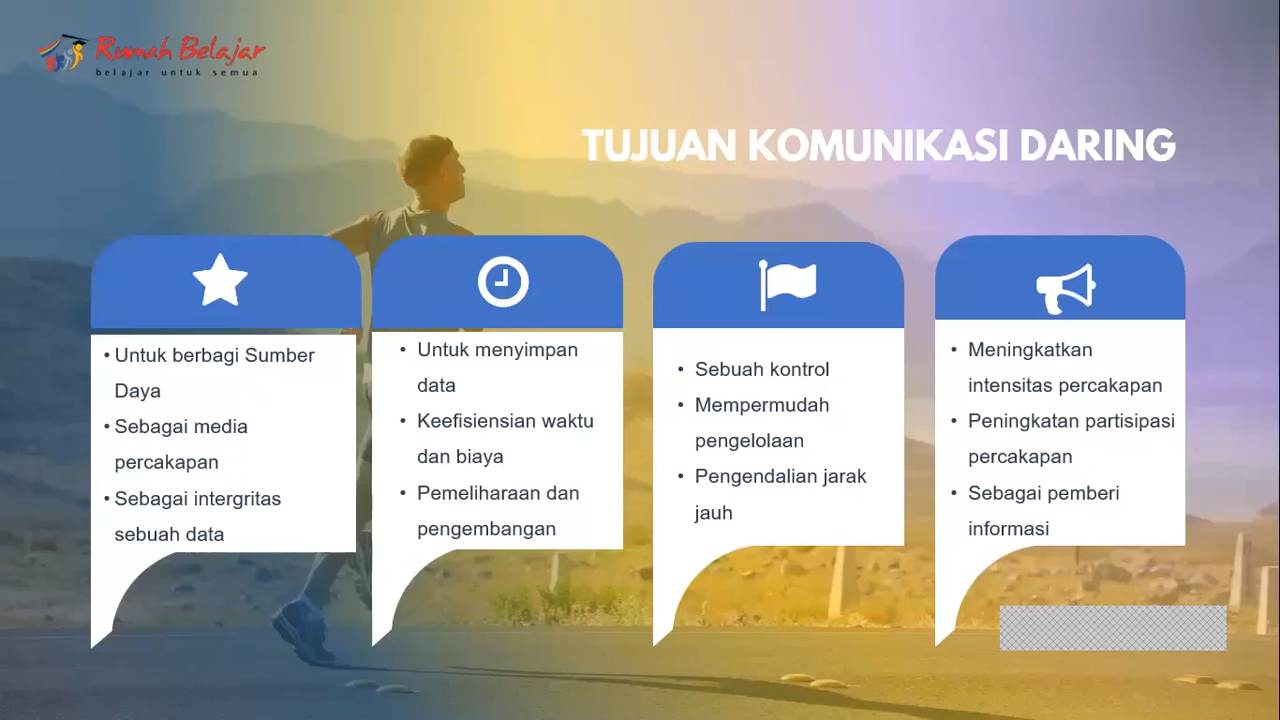 Rumah Belajar
belajar untuk semua
TUJUAN KOMUNIKASI DARING
• Untuk berbagi Sumber
Daya
• Sebagai media
percakapan
• Sebagai intergritas
sebuah data
• Untuk menyimpan
data
• Keefisiensian waktu
dan biaya
• Pemeliharaan dan
pengembangan
• Sebuah kontrol
• Mempermudah
pengelolaan
• Pengendalian jarak
jauh
• Meningkatkan
intensitas percakapan
• Peningkatan partisipasi
percakapan
• Sebagai pemberi
informasi